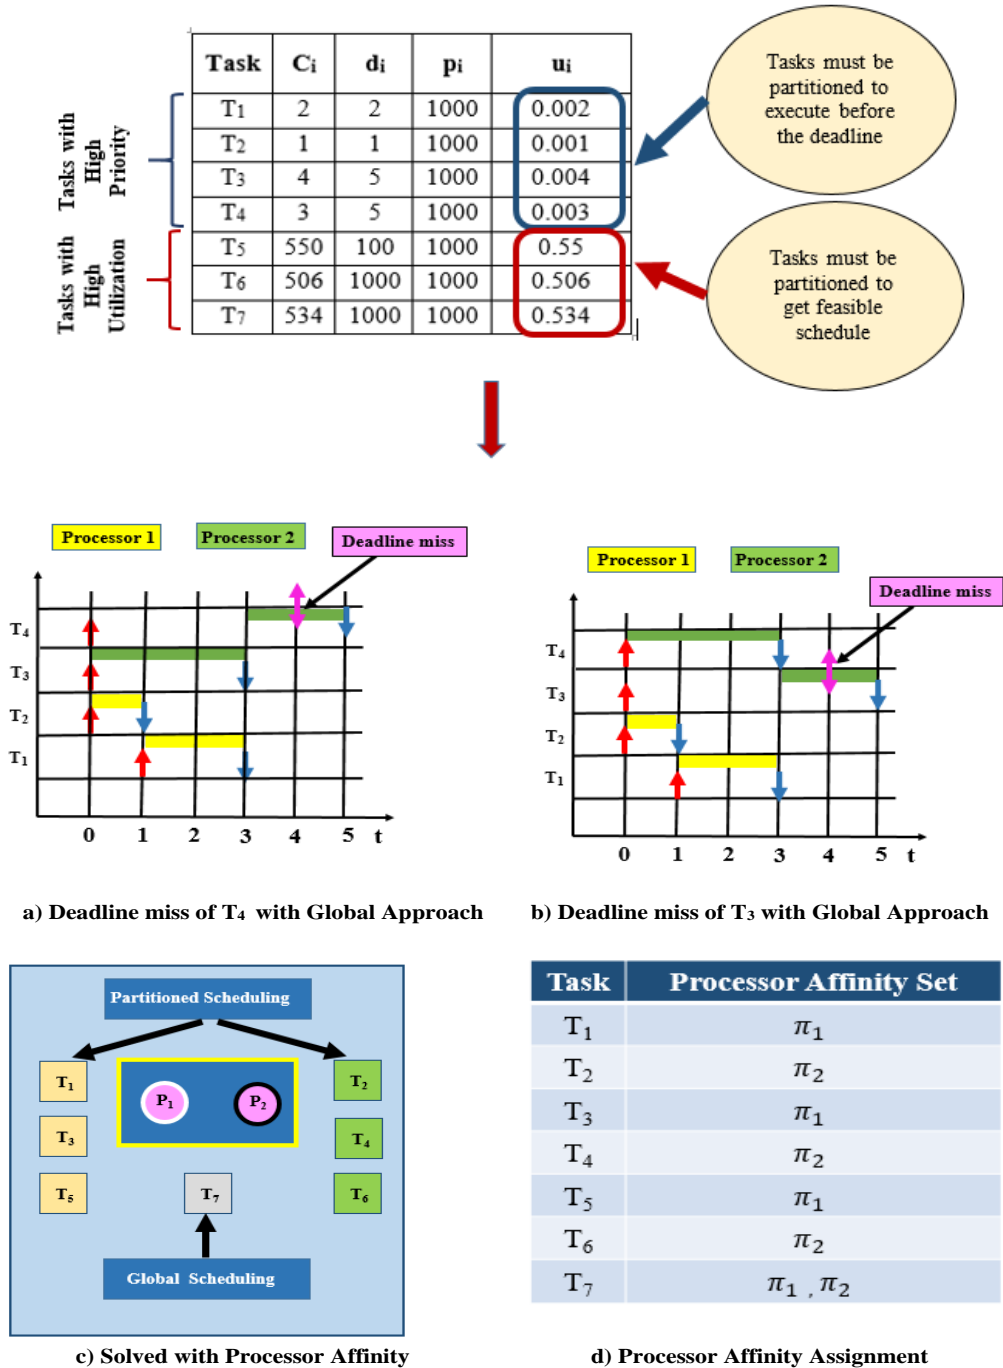 Task Ci di pi ui
T1 2 2 1000 0.002
T2 1 1 1000 0.001
T3 4 5 1000 0.004
T4 3 5 1000 0.003
T5 550 100 1000 0.55
T6 506 1000 1000 0.506
T7 534 1000 1000 0.534
Tasks with
High
Priority
Tasks with
High
Utilization
Tasks must be
partitioned to
execute before
the deadline
Tasks must be
partitioned to
get feasible
schedule
Processor 1
Processor 2
Deadline miss
T4
T3
T2
T1
0 1 2 3 4 5 t
Processor 1
Processor 2
Deadline miss
T4
T3
T2
T1
0 1 2 3 4 5 t
a) Deadline miss of T4 with Global Approach
b) Deadline miss of T3 with Global Approach
Partitioned Scheduling
T1
P1
P2
T2
T3
T4
T5
T7
T6
Global Scheduling
c) Solved with Processor Affinity
Task Processor Affinity Set
T1 π1
T2 π2
T3 π1
T4 π2
T5 π1
T6 π2
T7 π1 , π2
d) Processor Affinity Assignment